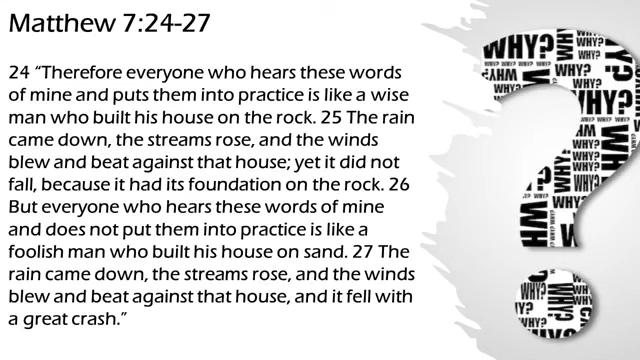 Matthew 7:24-27
24 “Therefore everyone who hears these words
of mine and puts them into practice is like a wise
man who built his house on the rock. 25 The rain
came down, the streams rose, and the winds
blew and beat against that house; yet it did not
fall, because it had its foundation on the rock. 26
But everyone who hears these words of mine
and does not put them into practice is like a
foolish man who built his house on sand. 27 The
rain came down, the streams rose, and the winds
blew and beat against that house, and it fell with
a great crash.”
WHY?
WHY?
WHY?
WHY?
WHY?